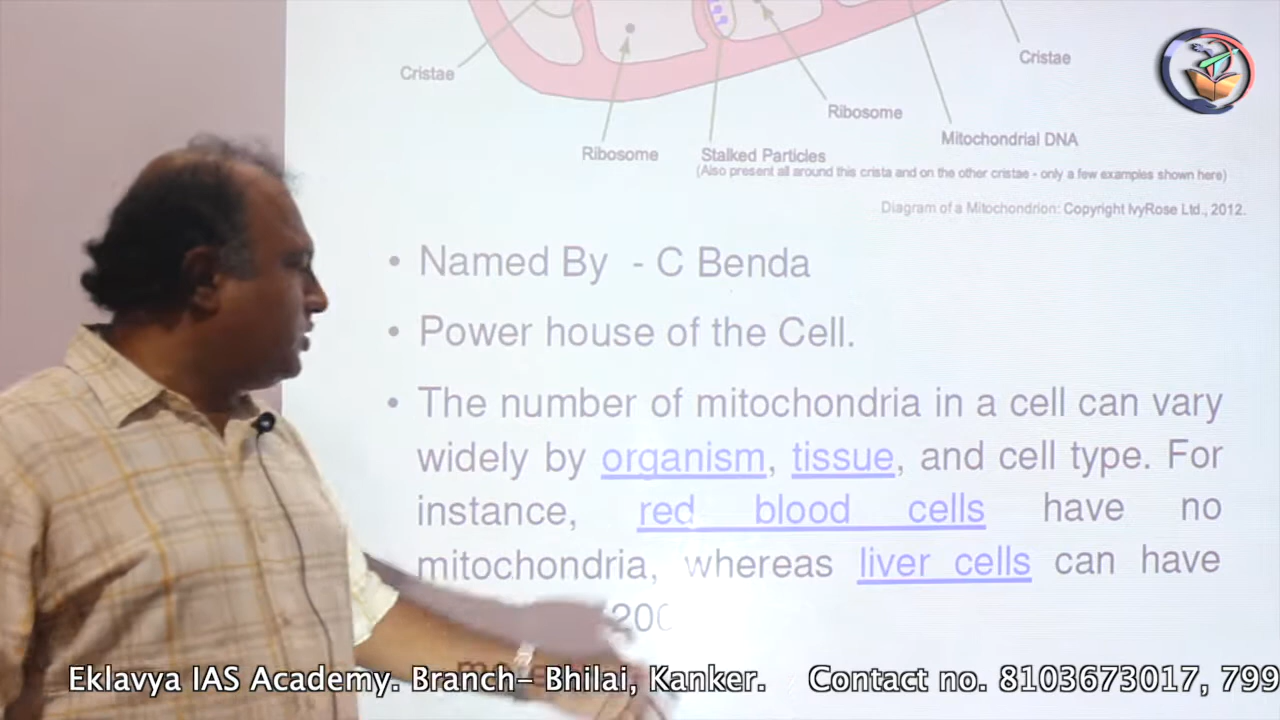 Cristae
Cristae
Ribosome
Mitochondrial DNA
Ribosome
Stalked Particles
(Also present all around this crista and on the other cristae - only a few examples shown here)
Diagram of a Mitochondrion: Copyright IvyRose Ltd., 2012.
• Named By - C Benda
• Power house of the Cell.
• The number of mitochondria in a cell can vary
widely by organism, tissue, and cell type. For
instance, red blood cells have no
mitochondria, whereas liver cells can have
Eklavya IAS Academy. Branch- Bhilai, Kanker. Contact no. 8103673017, 799